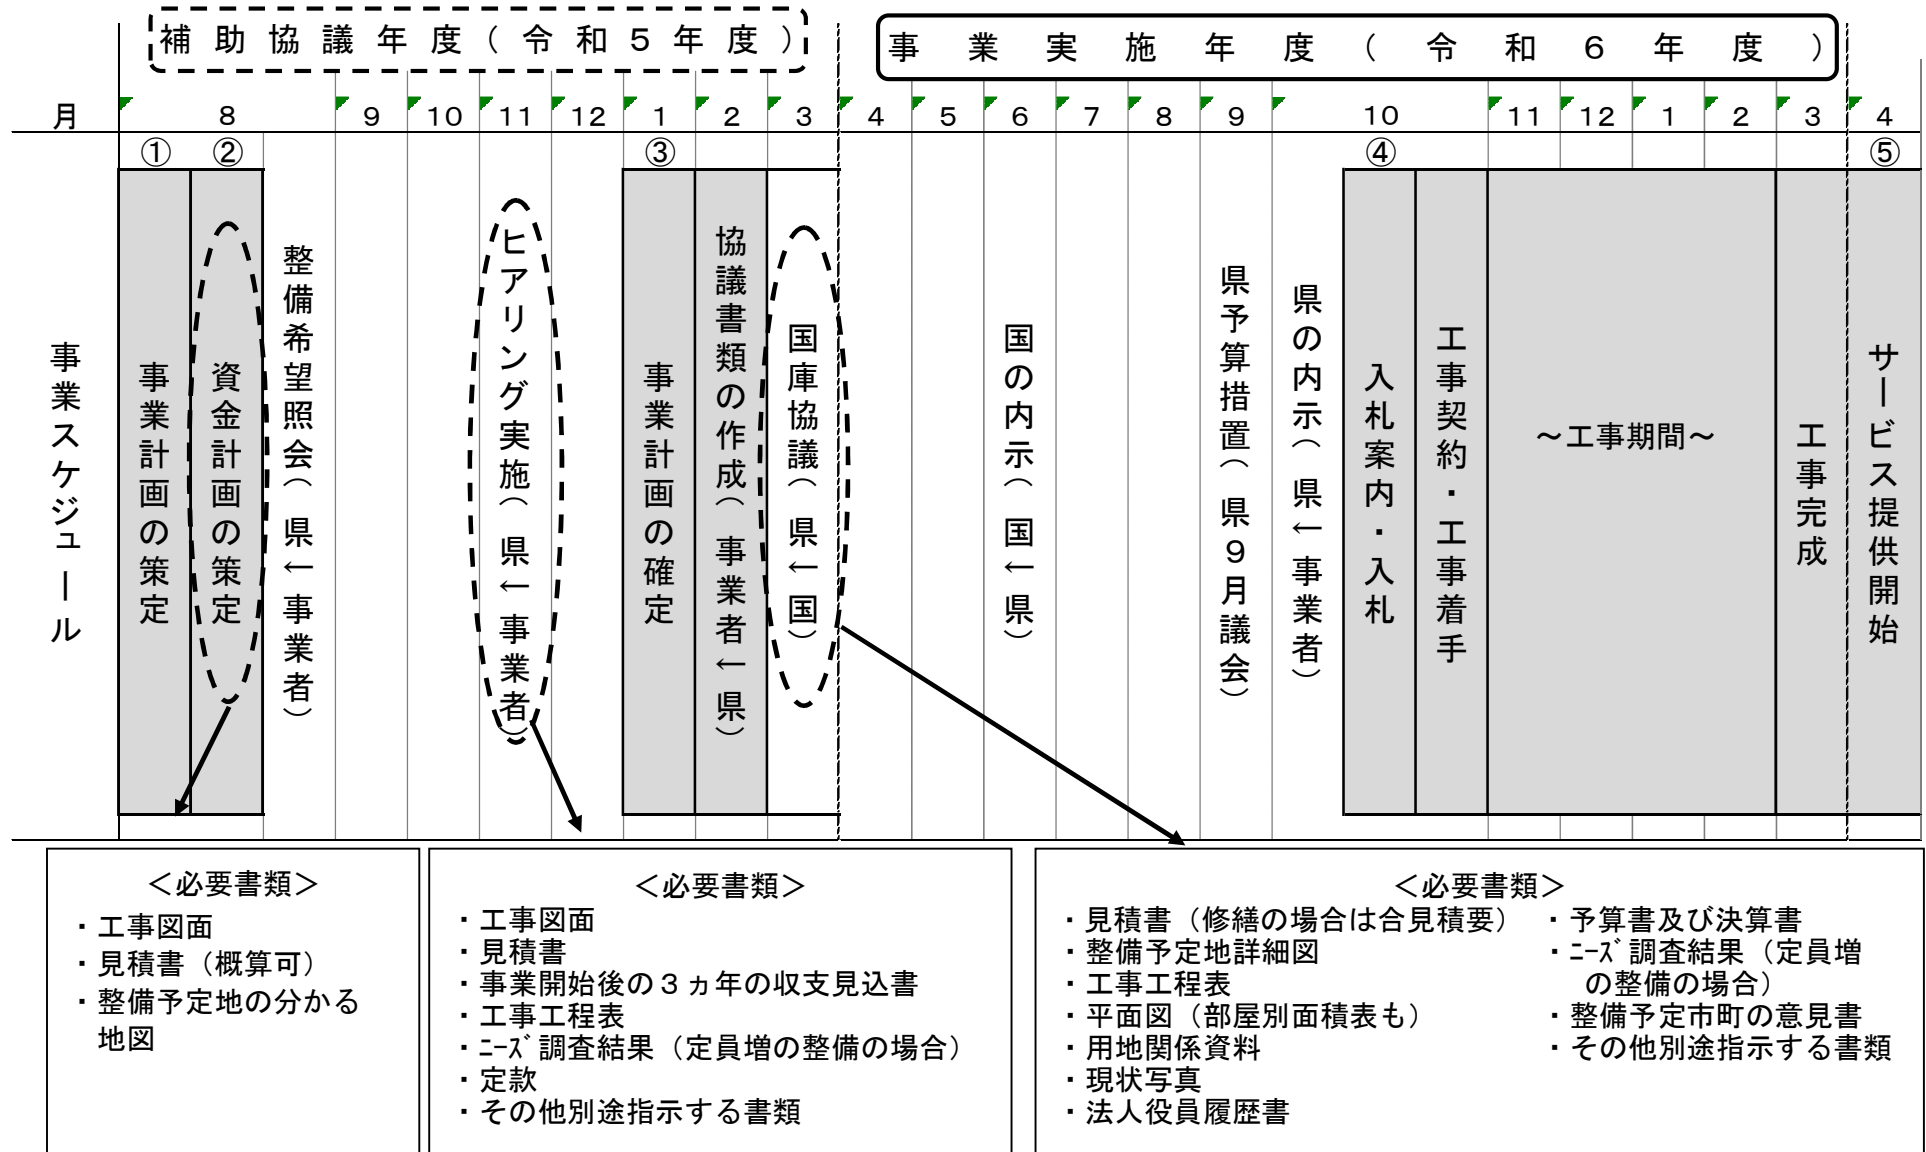 補助協議年度(令和５年度)
事業実施年度(令和６年度)
月
8
9
10
11
12
1
2
3
4
5
6
7
8
9
10
11
12
1
2
3
4
①
②
③
④
⑤
事業スケジュール
事業計画の策定
資金計画の策定
整備希望照会(県←事業者)
ヒアリング実施(県←事業者)
事業計画の確定
協議書類の作成(事業者←県)
国庫協議(県←国)
国の内示(国←県)
県予算措置(県９月議会)
県の内示(県←事業者)
入札案内・入札
工事契約・工事着手
～工事期間～
工事完成
サービス提供開始
＜必要書類＞
・工事図面
・見積書（概算可）
・整備予定地の分かる
地図
＜必要書類＞
・工事図面
・見積書
・事業開始後の３ヵ年の収支見込書
・工事工程表
・ﾆｰｽﾞ調査結果（定員増の整備の場合）
・定款
・その他別途指示する書類
＜必要書類＞
・見積書（修繕の場合は合見積要）
・整備予定地詳細図
・工事工程表
・平面図（部屋別面積表も）
・用地関係資料
・現状写真
・法人役員履歴書
・予算書及び決算書
・ﾆｰｽﾞ調査結果（定員増
の整備の場合）
・整備予定市町の意見書
・その他別途指示する書類